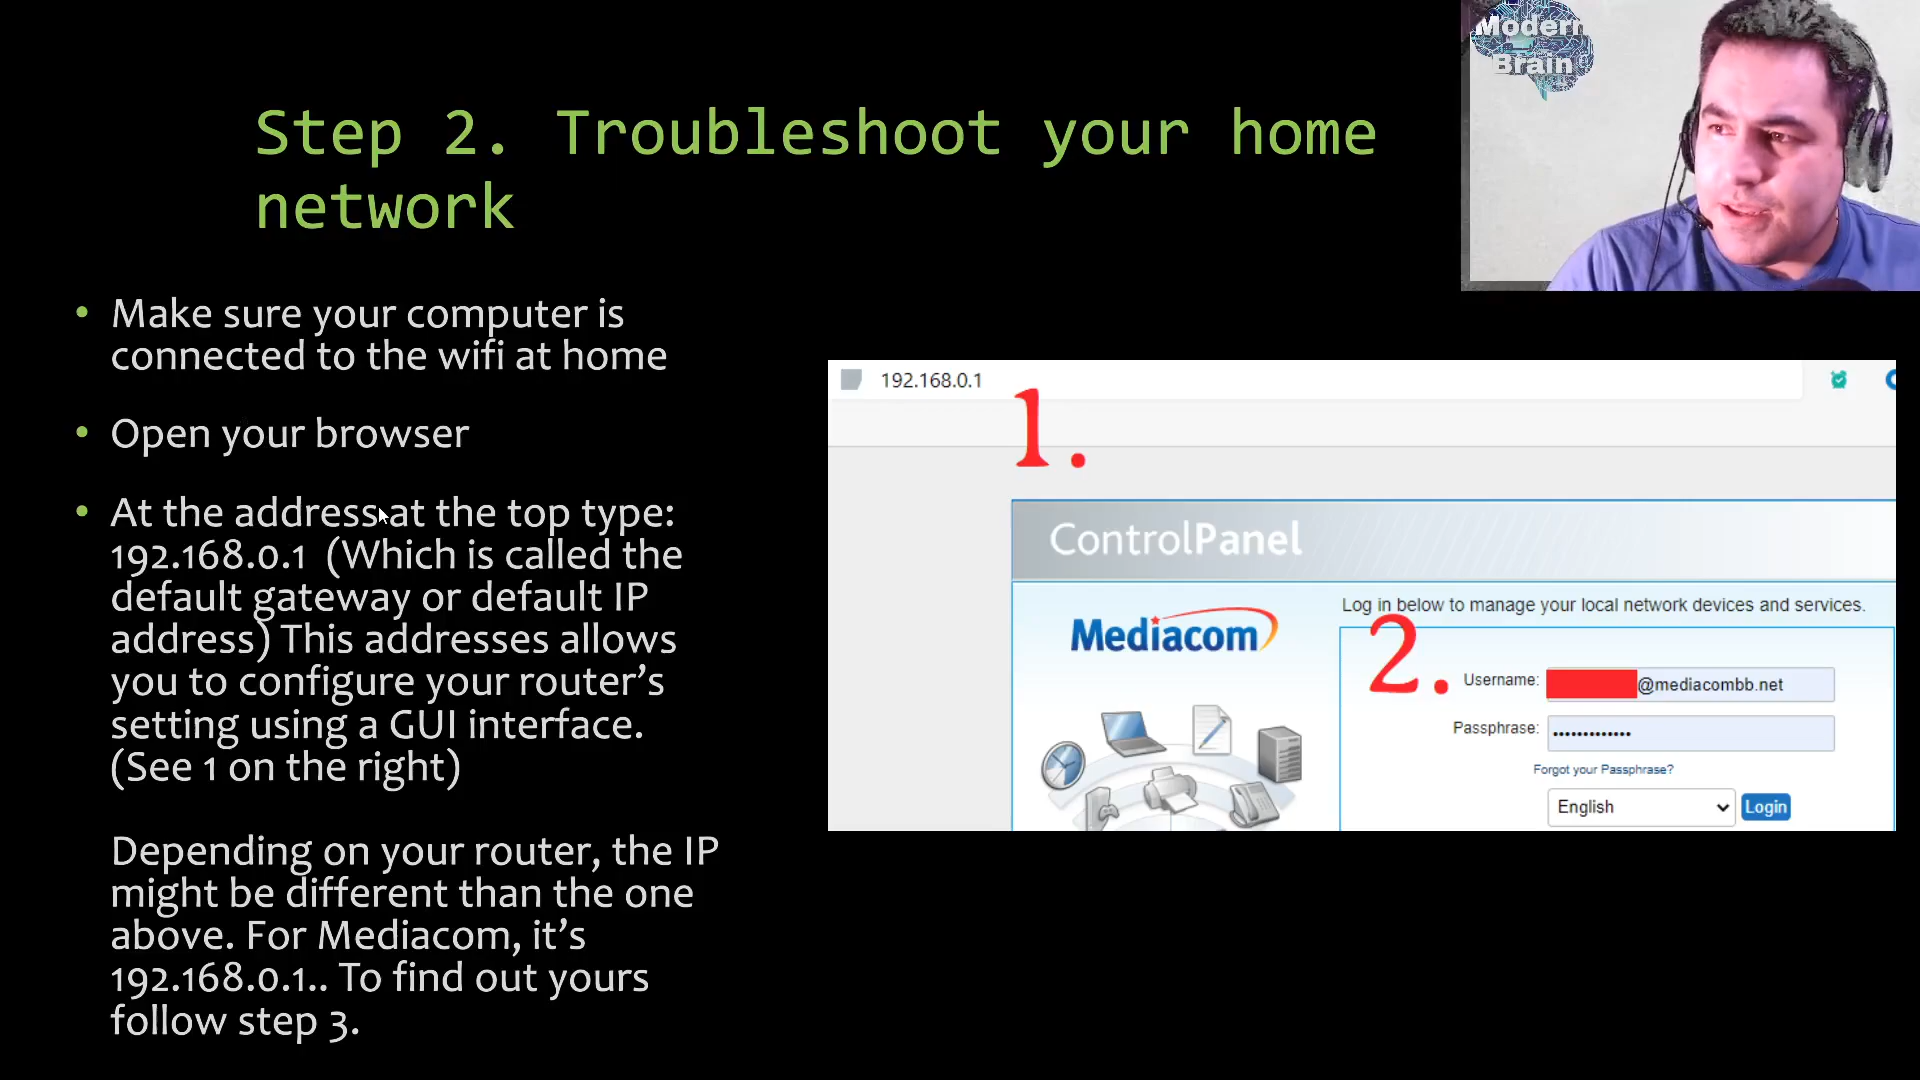 Modern
Brain
Step 2. Troubleshoot your home
network
• Make sure your computer is
connected to the wifi at home
• Open your browser
• At the address at the top type:
192.168.0.1 (Which is called the
default gateway or default IP
address) This addresses allows
you to configure your router’s
setting using a GUI interface.
(See 1 on the right)
Depending on your router, the IP
might be different than the one
above. For Mediacom, it’s
192.168.0.1.. To find out yours
follow step 3.
192.168.0.1
1.
ControlPanel
Mediacom
Log in below to manage your local network devices and services.
2.
Username: @mediacombb.net
Passphrase: •••••••••••••
Forgot your Passphrase?
English Login